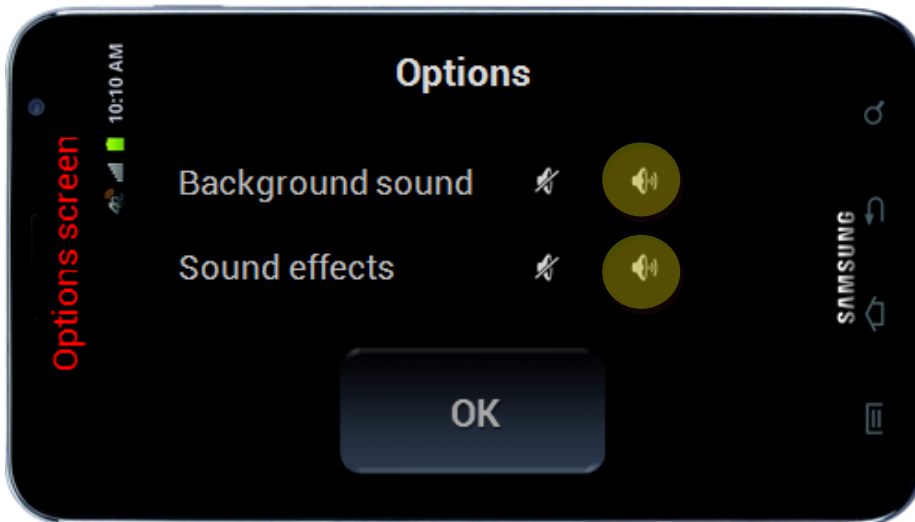 Options screen
10:10 AM
Options
Background sound
Sound effects
OK
SAMSUNG